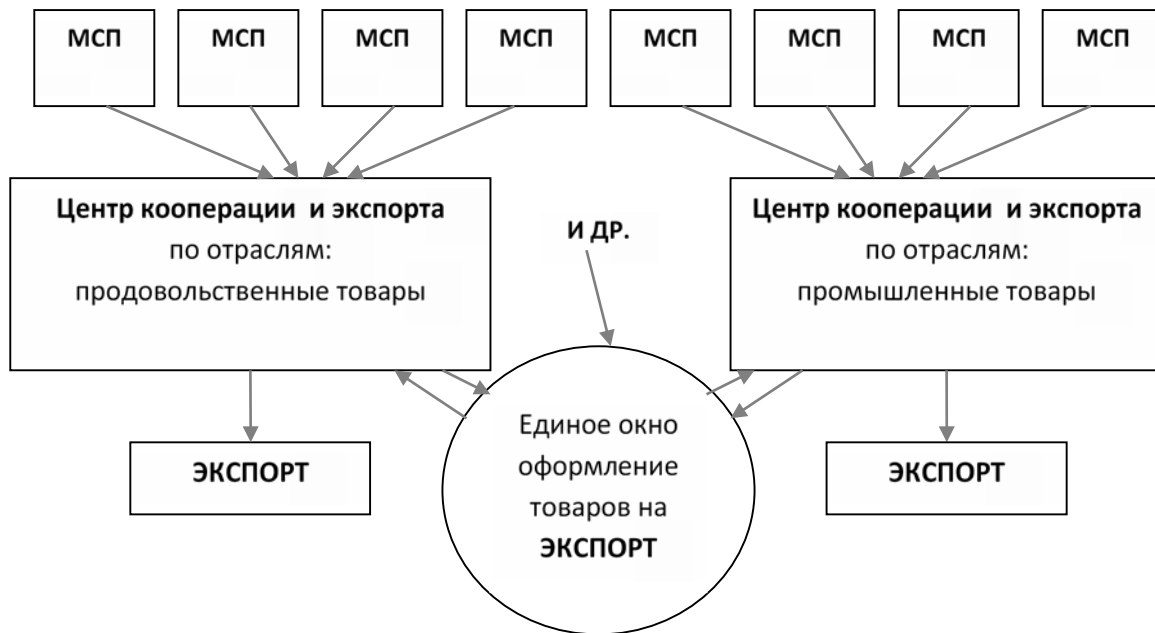 МСП
МСП
МСП
МСП
МСП
МСП
МСП
МСП
Центр кооперации и экспорта
по отраслям:
продовольственные товары
И ДР.
Центр кооперации и экспорта
по отраслям:
промышленные товары
ЭКСПОРТ
Единое окно
оформление
товаров на
ЭКСПОРТ
ЭКСПОРТ